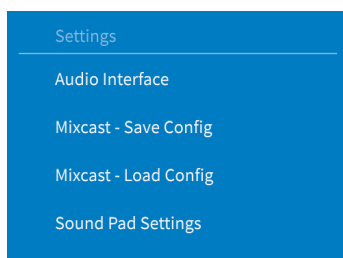 Settings
Audio Interface
Mixcast - Save Config
Mixcast - Load Config
Sound Pad Settings